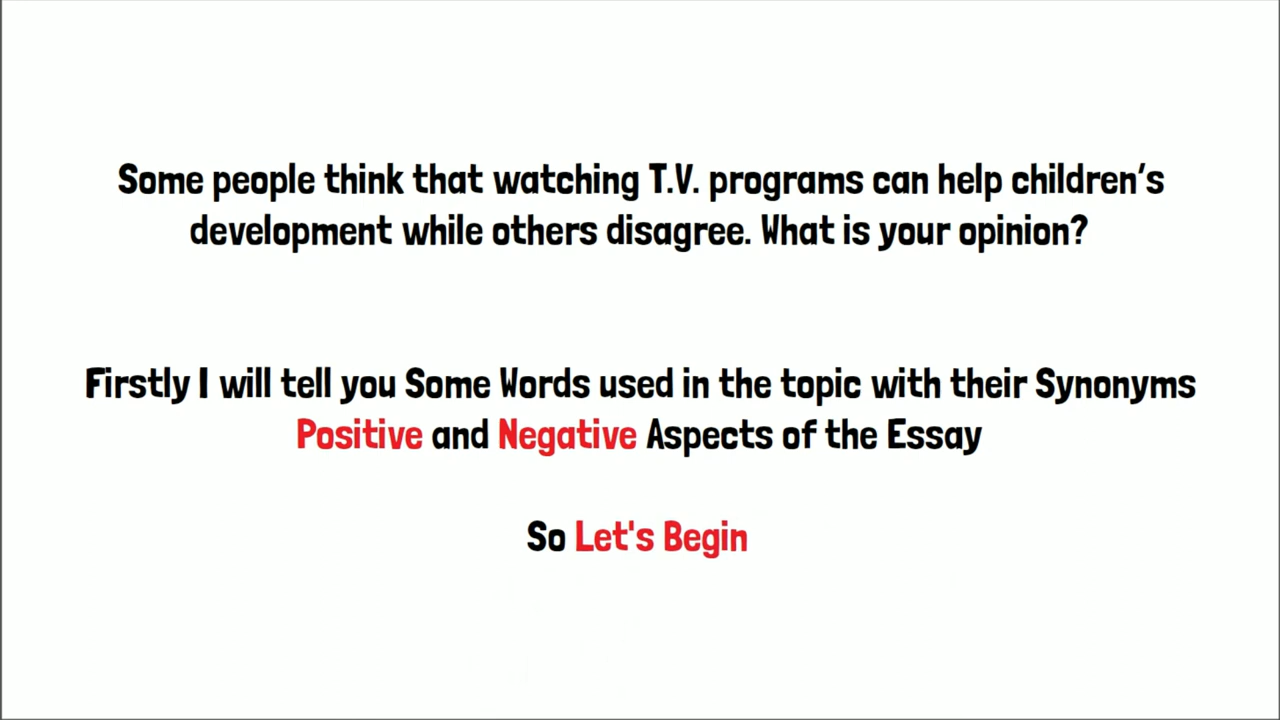 Some people think that watching T.V. programs can help children's
development while others disagree. What is your opinion?
Firstly I will tell you Some Words used in the topic with their Synonyms
Positive and Negative Aspects of the Essay
So Let's Begin